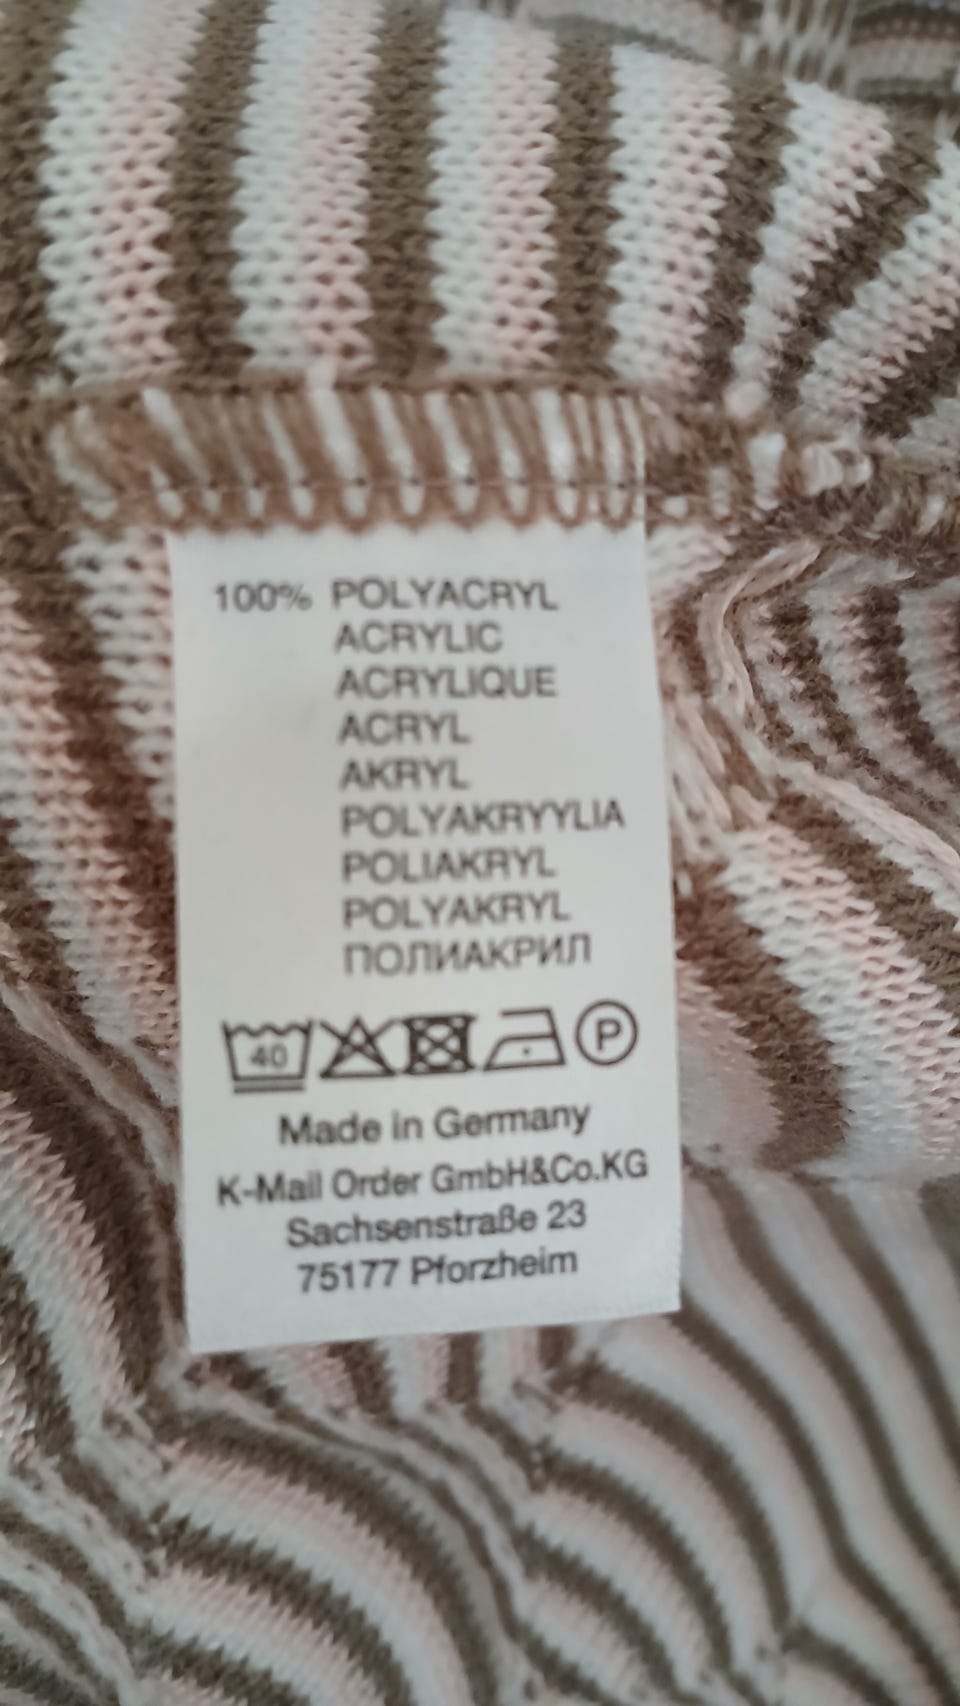 100% POLYACRYL
ACRYLIC
ACRYLIQUE
ACRYL
AKRYL
POLYAKRYYLIA
POLIAKRYL
POLYAKRYL
ПОЛИАКРИЛ
40 P
Made in Germany
K-Mail Order GmbH&Co.KG
Sachsenstraße 23
75177 Pforzheim